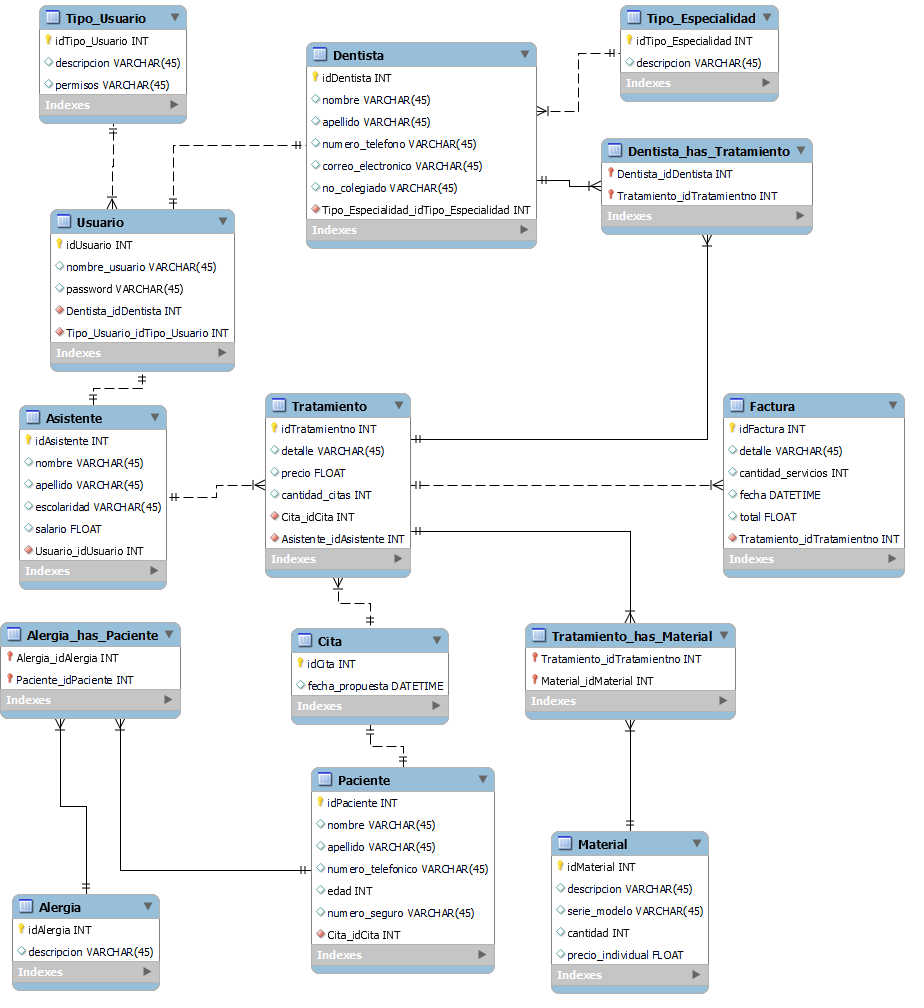 Tipo_Usuario
idTipo_Usuario INT
descripcion VARCHAR(45)
permisos VARCHAR(45)
Indexes
Dentista
idDentista INT
nombre VARCHAR(45)
apellido VARCHAR(45)
numero_telefono VARCHAR(45)
correo_electronico VARCHAR(45)
no_colegiado VARCHAR(45)
Tipo_Especialidad_idTipo_Especialidad INT
Indexes
Tipo_Especialidad
idTipo_Especialidad INT
descripcion VARCHAR(45)
Indexes
Dentista_has_Tratamiento
Dentista_idDentista INT
Tratamiento_idTratamientno INT
Indexes
Usuario
idUsuario INT
nombre_usuario VARCHAR(45)
password VARCHAR(45)
Dentista_idDentista INT
Tipo_Usuario_idTipo_Usuario INT
Indexes
Asistente
idAsistente INT
nombre VARCHAR(45)
apellido VARCHAR(45)
escolaridad VARCHAR(45)
salario FLOAT
Usuario_idUsuario INT
Indexes
Tratamiento
idTratamientno INT
detalle VARCHAR(45)
precio FLOAT
cantidad_citas INT
Cita_idCita INT
Asistente_idAsistente INT
Indexes
Factura
idFactura INT
detalle VARCHAR(45)
cantidad_servicios INT
fecha DATETIME
total FLOAT
Tratamiento_idTratamientno INT
Indexes
Alergia_has_Paciente
Alergia_idAlergia INT
Paciente_idPaciente INT
Indexes
Cita
idCita INT
fecha_propuesta DATETIME
Indexes
Tratamiento_has_Material
Tratamiento_idTratamientno INT
Material_idMaterial INT
Indexes
Paciente
idPaciente INT
nombre VARCHAR(45)
apellido VARCHAR(45)
numero_telefonico VARCHAR(45)
edad INT
numero_seguro VARCHAR(45)
Cita_idCita INT
Indexes
Material
idMaterial INT
descripcion VARCHAR(45)
serie_modelo VARCHAR(45)
cantidad INT
precio_individual FLOAT
Indexes
Alergia
idAlergia INT
descripcion VARCHAR(45)
Indexes